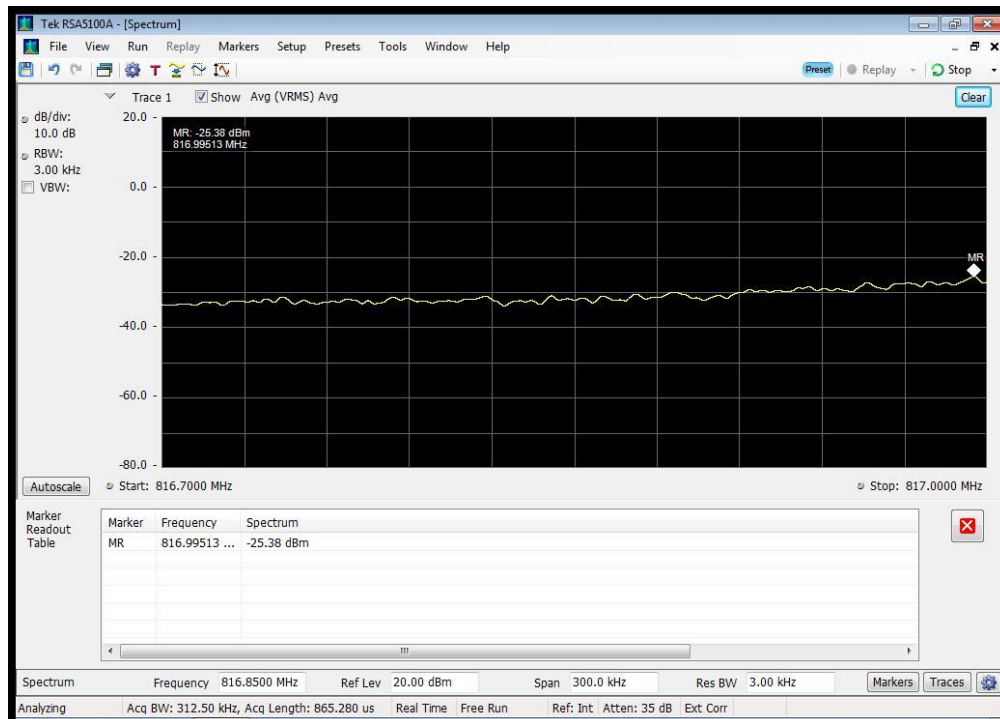 Tek RSA5100A - [Spectrum]
File View Run Replay Markers Setup Presets Tools Window Help
T Preset Replay Stop
Trace 1 Show Avg (VRMS) Avg Clear
dB/div:
10.0 dB
RBW:
3.00 kHz
VBW:
20.0
MR: -25.38 dBm
816.99513 MHz
0.0
-20.0
MR
-40.0
-60.0
-80.0
Autoscale Start: 816.7000 MHz Stop: 817.0000 MHz
Marker
Readout
Table
Marker Frequency Spectrum
MR 816.99513 ... -25.38 dBm
Spectrum Frequency 816.8500 MHz Ref Lev 20.00 dBm Span 300.0 kHz Res BW 3.00 kHz Markers Traces
Analyzing Acq BW: 312.50 kHz, Acq Length: 865.280 us Real Time Free Run Ref: Int Atten: 35 dB Ext Corr